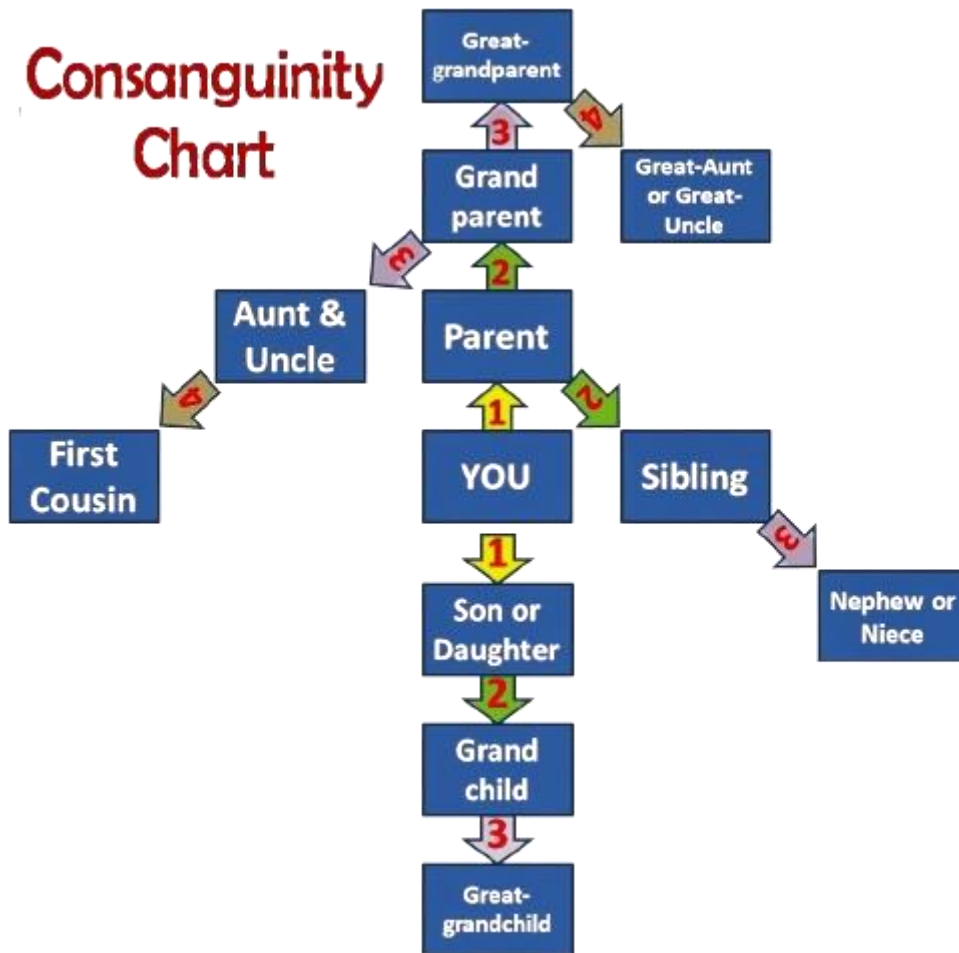 Consanguinity
Chart
Great-
grandparent
3
4
Grand
parent
Great-Aunt
or Great-
Uncle
3
2
Aunt &
Uncle
Parent
4
1
2
First
Cousin
YOU
Sibling
1
3
Son or
Daughter
Nephew or
Niece
2
Grand
child
3
Great-
grandchild